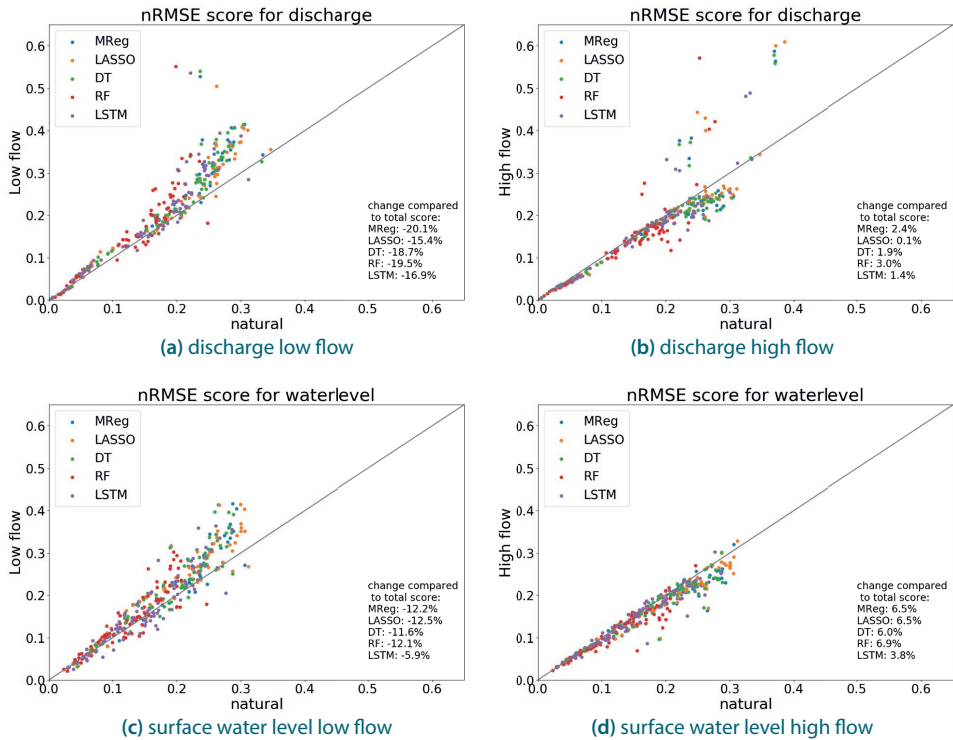 nRMSE score for discharge
MReg
LASSO
DT
RF
LSTM
Low flow
0.6
0.5
0.4
0.3
0.2
0.1
0.0
change compared
to total score:
MReg: -20.1%
LASSO: -15.4%
DT: -18.7%
RF: -19.5%
LSTM: -16.9%
0.0 0.1 0.2 0.3 0.4 0.5 0.6
natural
(a) discharge low flow
nRMSE score for discharge
MReg
LASSO
DT
RF
LSTM
High flow
0.6
0.5
0.4
0.3
0.2
0.1
0.0
change compared
to total score:
MReg: 2.4%
LASSO: 0.1%
DT: 1.9%
RF: 3.0%
LSTM: 1.4%
0.0 0.1 0.2 0.3 0.4 0.5 0.6
natural
(b) discharge high flow
nRMSE score for waterlevel
MReg
LASSO
DT
RF
LSTM
Low flow
0.6
0.5
0.4
0.3
0.2
0.1
0.0
change compared
to total score:
MReg: -12.2%
LASSO: -12.5%
DT: -11.6%
RF: -12.1%
LSTM: -5.9%
0.0 0.1 0.2 0.3 0.4 0.5 0.6
natural
(c) surface water level low flow
nRMSE score for waterlevel
MReg
LASSO
DT
RF
LSTM
High flow
0.6
0.5
0.4
0.3
0.2
0.1
0.0
change compared
to total score:
MReg: 6.5%
LASSO: 6.5%
DT: 6.0%
RF: 6.9%
LSTM: 3.8%
0.0 0.1 0.2 0.3 0.4 0.5 0.6
natural
(d) surface water level high flow